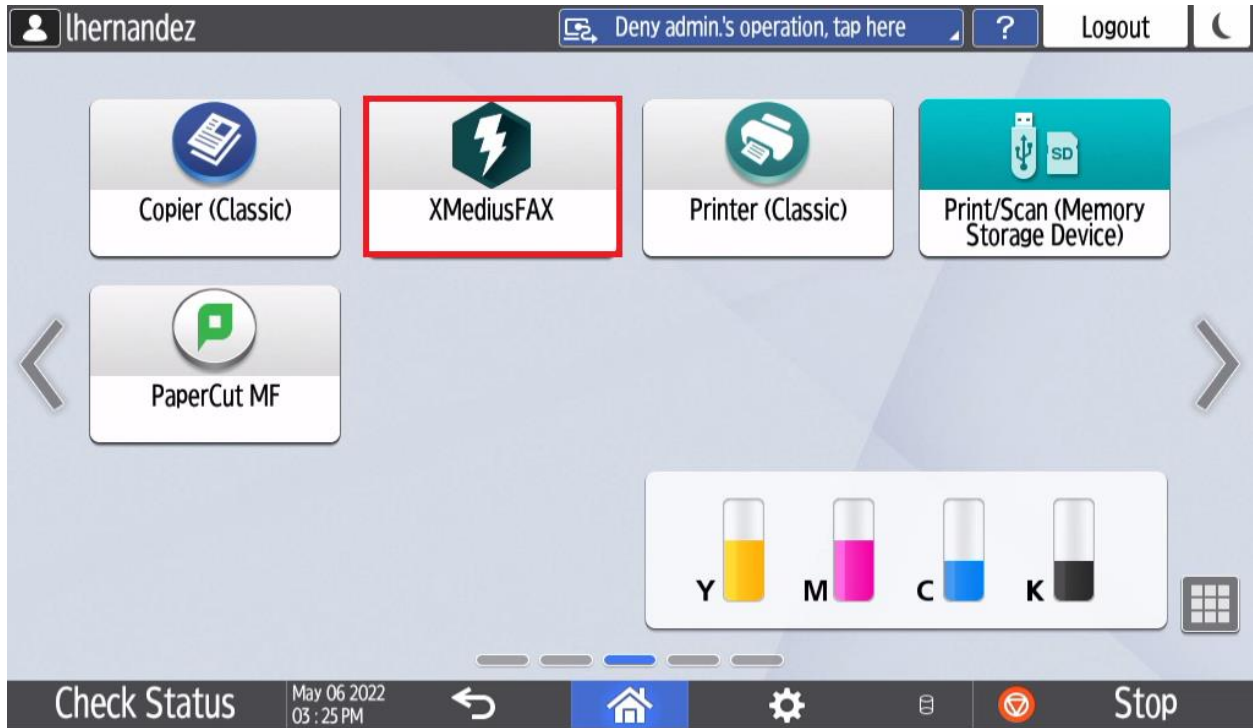 lhernandez
Deny admin.'s operation, tap here
?
Logout
Copier (Classic)
XMediusFAX
Printer (Classic)
SD
Print/Scan (Memory
Storage Device)
PaperCut MF
Y
M
C
K
Check Status
May 06 2022
03 : 25 PM
Stop